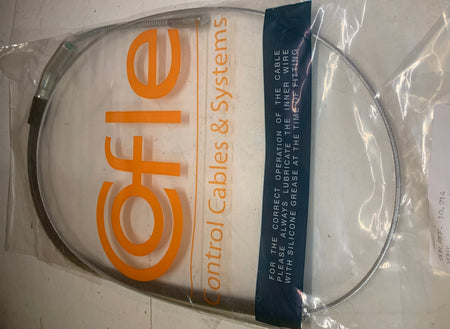 Cofle
Control Cables & Systems
FOR THE CORRECT OPERATION OF THE CABLE
PLEASE ALWAYS LUBRICATE THE INNER WIRE
WITH SILICONE GREASE AT THE TIME OF FITTING